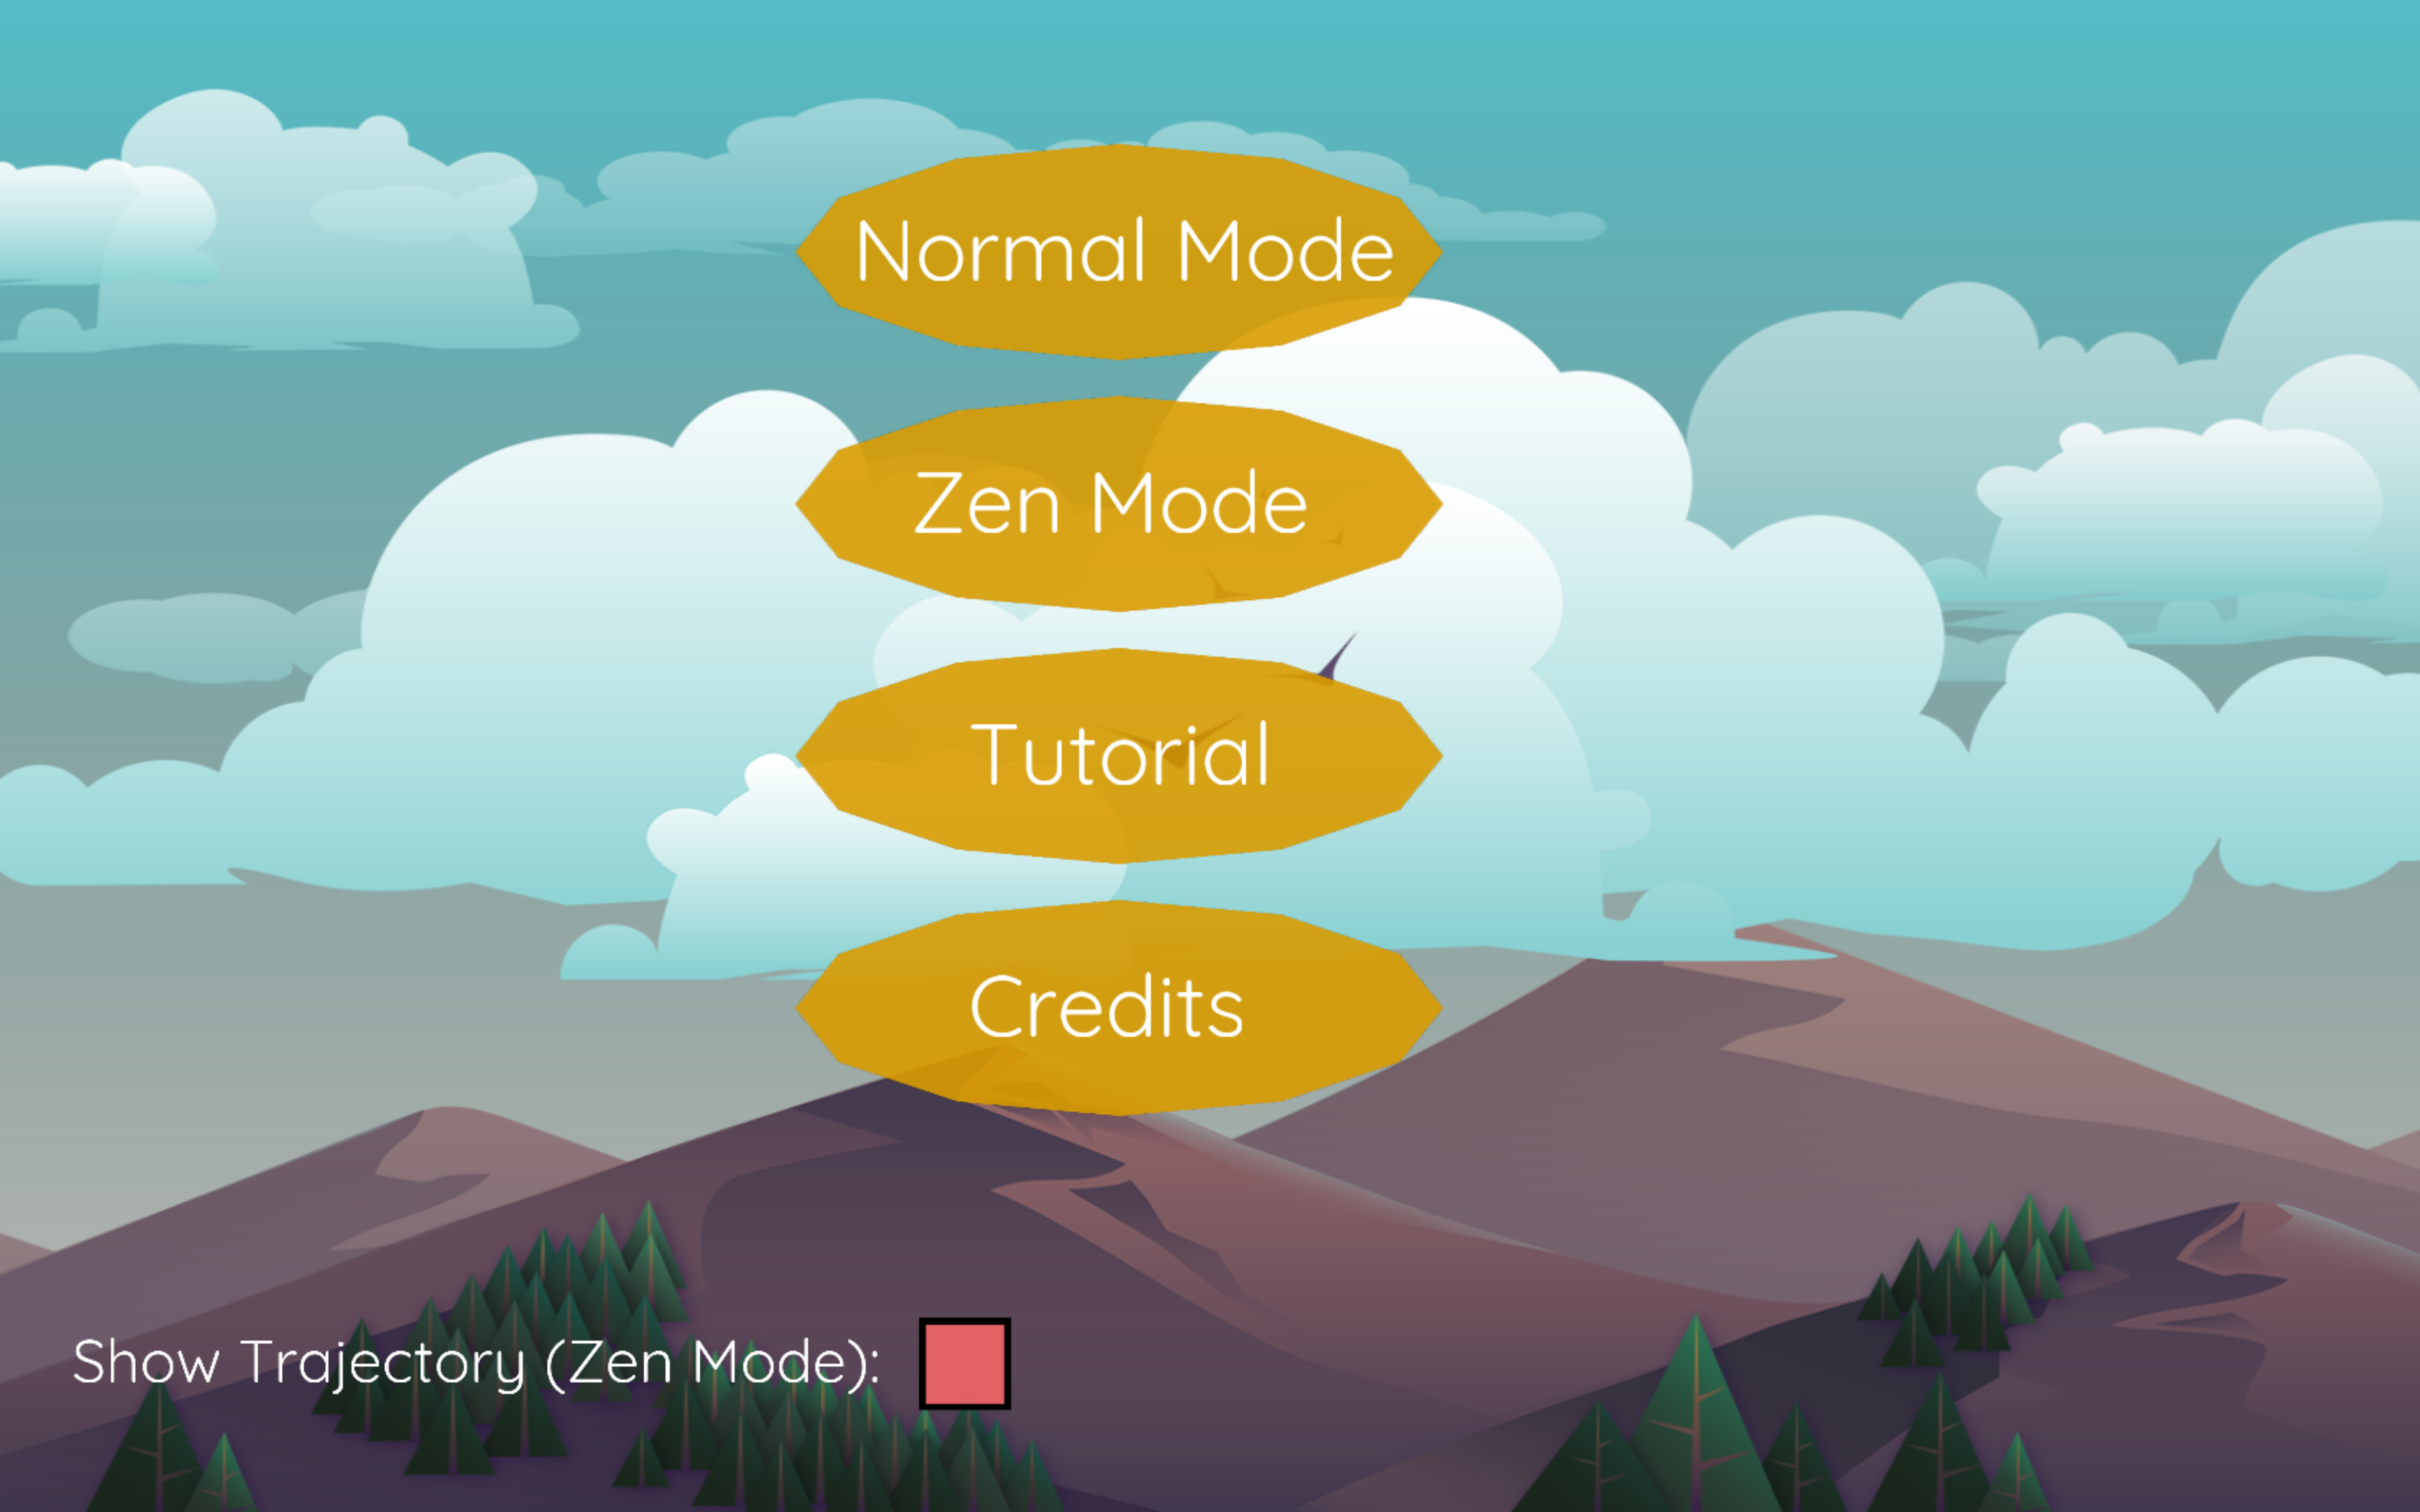 Normal Mode
Zen Mode
Tutorial
Credits
Show Trajectory (Zen Mode):